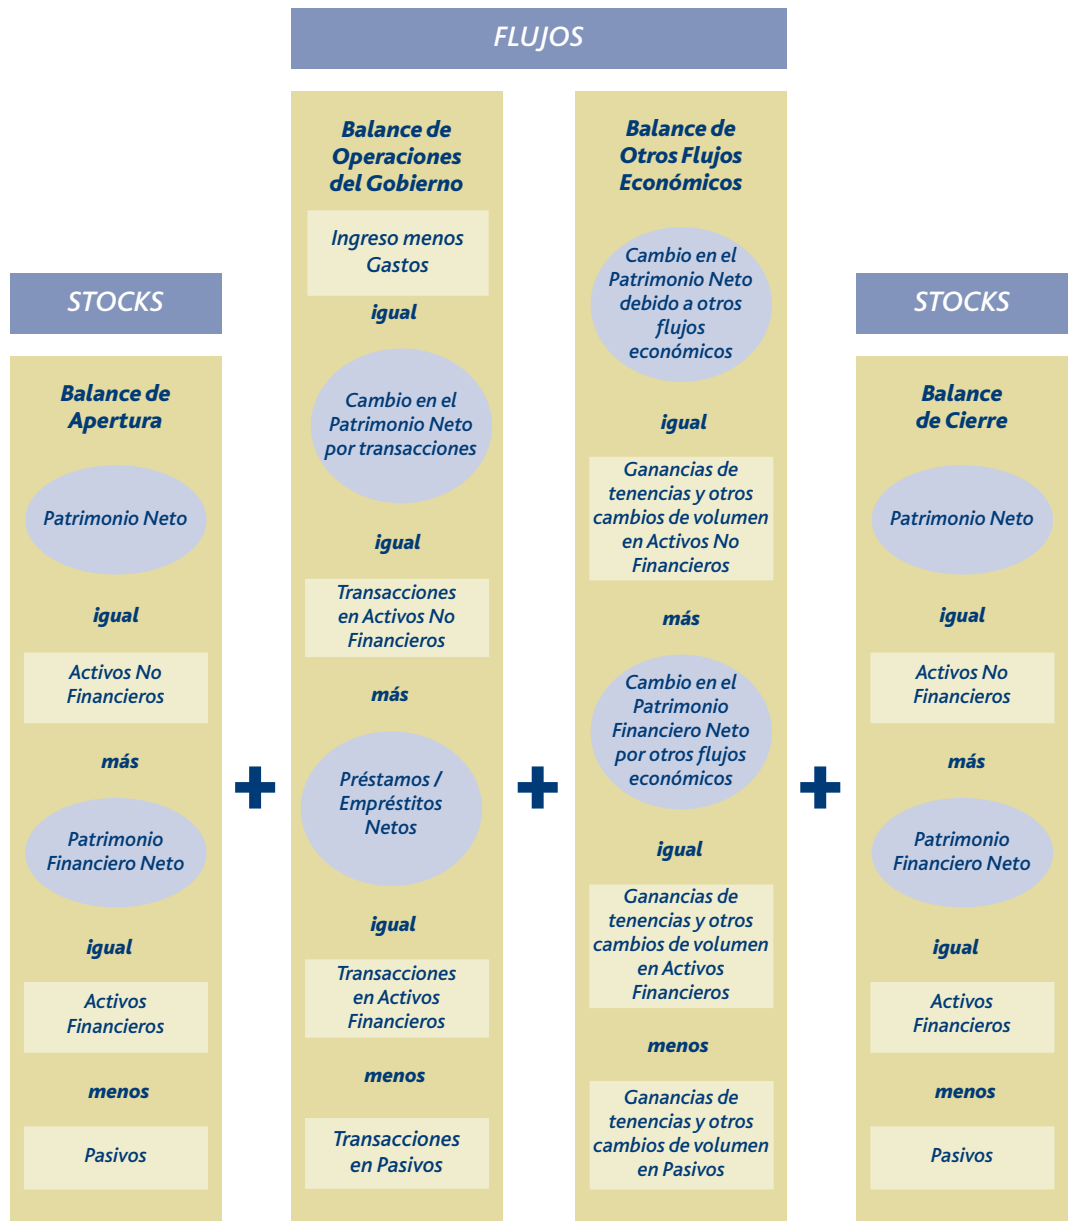 FLUJOS
STOCKS
Balance de
Apertura
Patrimonio Neto
igual
Activos No
Financieros
más
Patrimonio
Financiero Neto
igual
Activos
Financieros
menos
Pasivos
+
Balance de
Operaciones
del Gobierno
Ingreso menos
Gastos
igual
Cambio en el
Patrimonio Neto
por transacciones
igual
Transacciones
en Activos No
Financieros
más
Préstamos /
Empréstitos
Netos
igual
Transacciones
en Activos
Financieros
menos
Transacciones
en Pasivos
+
Balance de
Otros Flujos
Económicos
Cambio en el
Patrimonio Neto
debido a otros
flujos
económicos
igual
Ganancias de
tenencias y otros
cambios de volumen
en Activos No
Financieros
más
Cambio en el
Patrimonio
Financiero Neto
por otros flujos
económicos
igual
Ganancias de
tenencias y otros
cambios de volumen
en Activos
Financieros
menos
Ganancias de
tenencias y otros
cambios de volumen
en Pasivos
+
STOCKS
Balance
de Cierre
Patrimonio Neto
igual
Activos No
Financieros
más
Patrimonio
Financiero Neto
igual
Activos
Financieros
menos
Pasivos